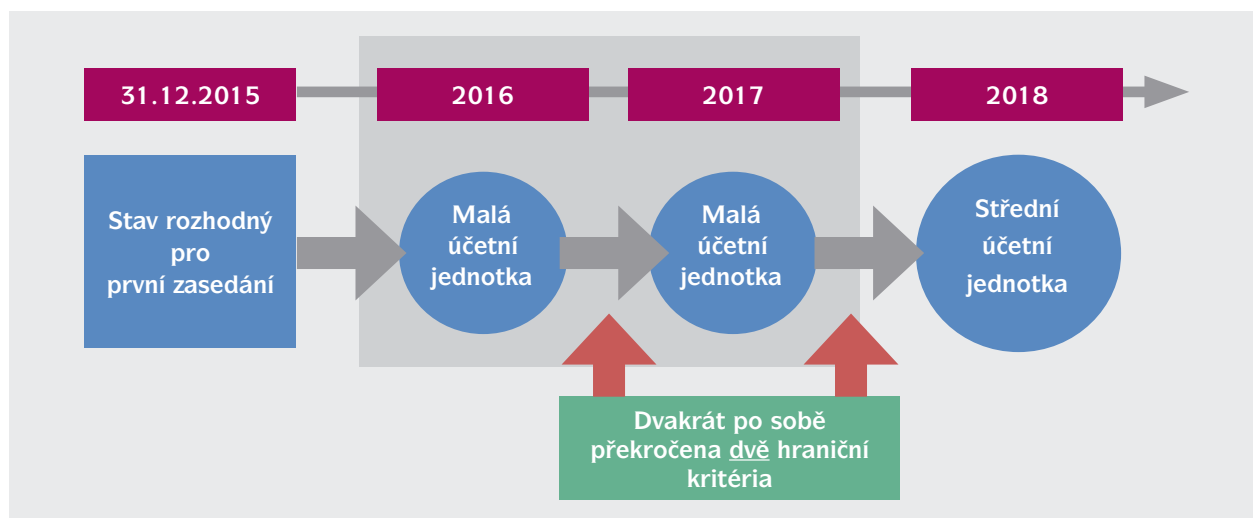 31.12.2015
2016
2017
2018
Stav rozhodný
pro
první zasedání
Malá
účetní
jednotka
Malá
účetní
jednotka
Střední
účetní
jednotka
Dvakrát po sobě
překročena dvě hraniční
kritéria